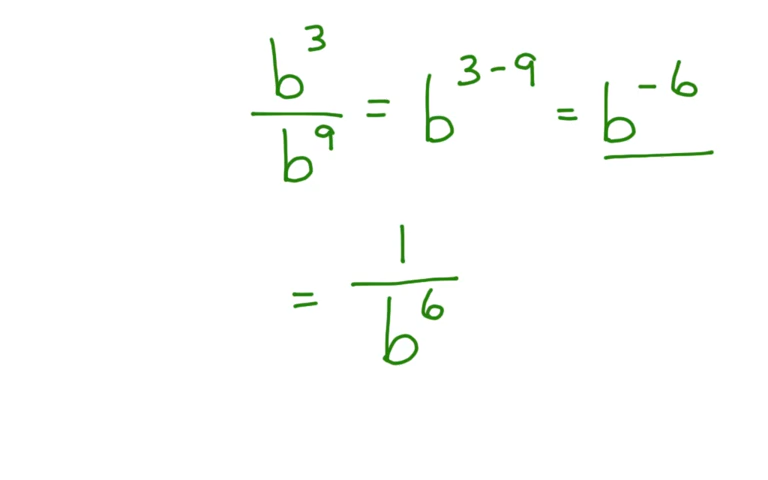 b³/b⁹ = b³⁻⁹ = b⁻⁶
= 1/b⁶